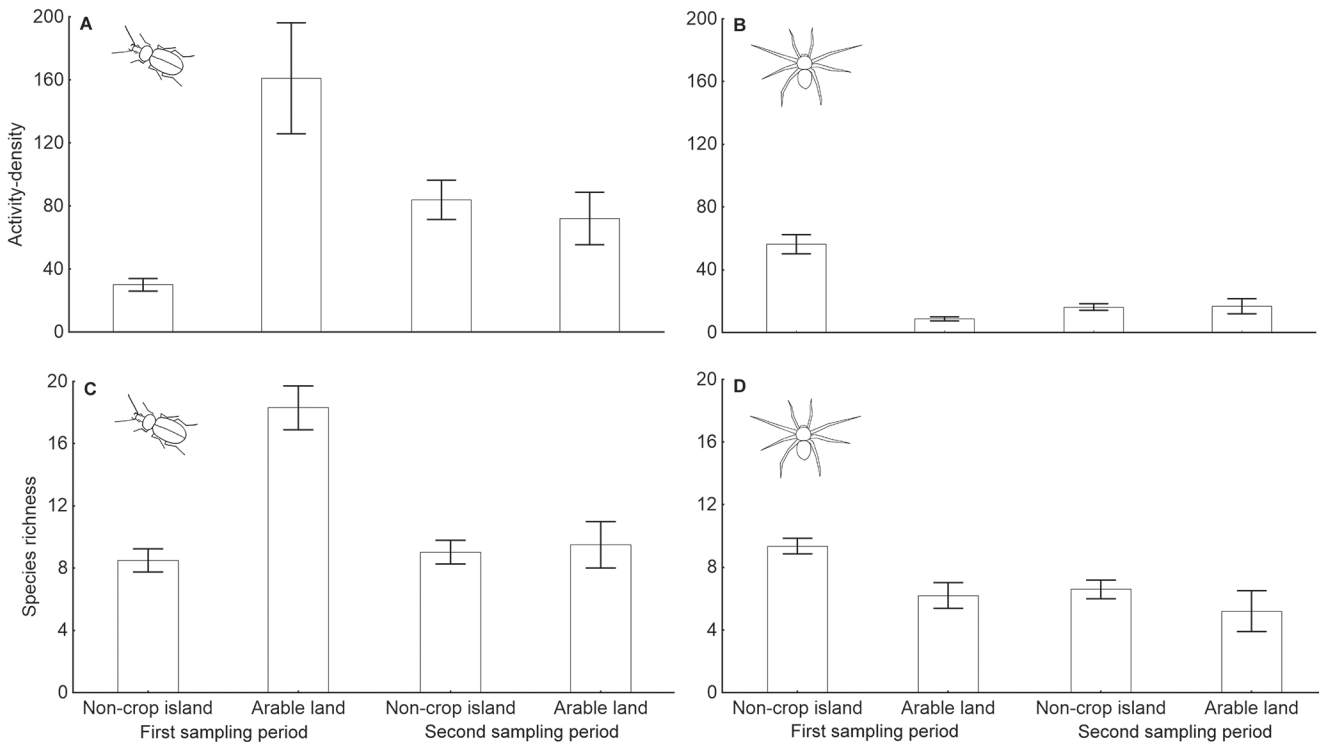 A
200
160
120
80
40
0
Activity-density
B
200
160
120
80
40
0
C
20
16
12
8
4
0
Species richness
Non-crop island Arable land Non-crop island Arable land
First sampling period Second sampling period
D
20
16
12
8
4
0
Non-crop island Arable land Non-crop island Arable land
First sampling period Second sampling period